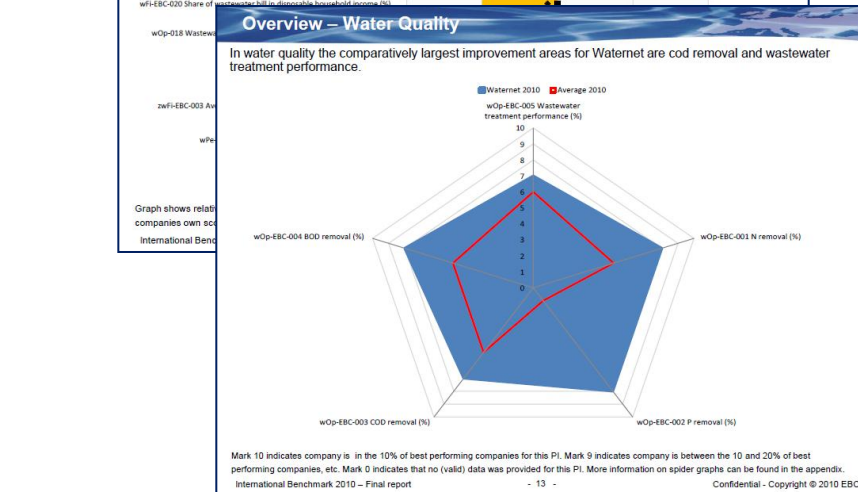 wFi-EBC-020 Share of wastewater bill in disposable household income (%)
wOp-018
zwFi-EBC-003
Graph shows
companies own
International
Overview – Water Quality
In water quality the comparatively largest improvement areas for Waternet are cod removal and wastewater
treatment performance.
Waternet 2010 Average 2010
wOp-EBC-005 Wastewater
treatment performance (%)
10
9
8
7
6
5
4
3
2
1
0
wOp-EBC-004 BOD removal (%)
wOp-EBC-001 N removal (%)
wOp-EBC-003 COD removal (%)
wOp-EBC-002 P removal (%)
Mark 10 indicates company is in the 10% of best performing companies for this PI. Mark 9 indicates company is between the 10 and 20% of best
performing companies, etc. Mark 0 indicates that no (valid) data was provided for this PI. More information on spider graphs can be found in the appendix.
International Benchmark 2010 – Final report - 13 - Confidential - Copyright © 2010 EBC